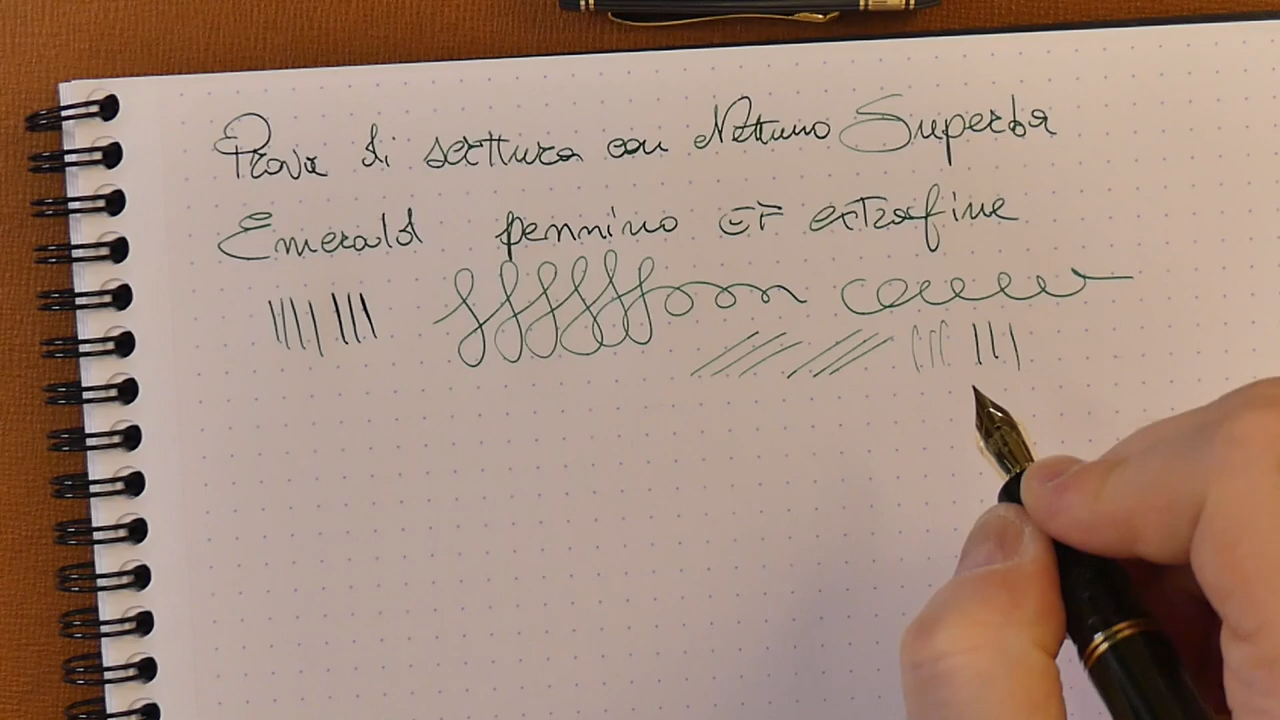 Prova di scrittura con Nettuno Superba
Emerald pennino EF extrafine